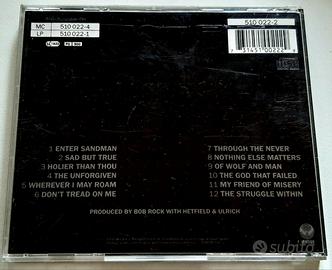 MC 510 022-4
LP 510 022-1
510 022-2
7 31451 00222
1 ENTER SANDMAN
2 SAD BUT TRUE
3 HOLIER THAN THOU
4 THE UNFORGIVEN
5 WHEREVER I MAY ROAM
6 DON'T TREAD ON ME
7 THROUGH THE NEVER
8 NOTHING ELSE MATTERS
9 OF WOLF AND MAN
10 THE GOD THAT FAILED
11 MY FRIEND OF MISERY
12 THE STRUGGLE WITHIN
PRODUCED BY BOB ROCK WITH HETFIELD & ULRICH
subito